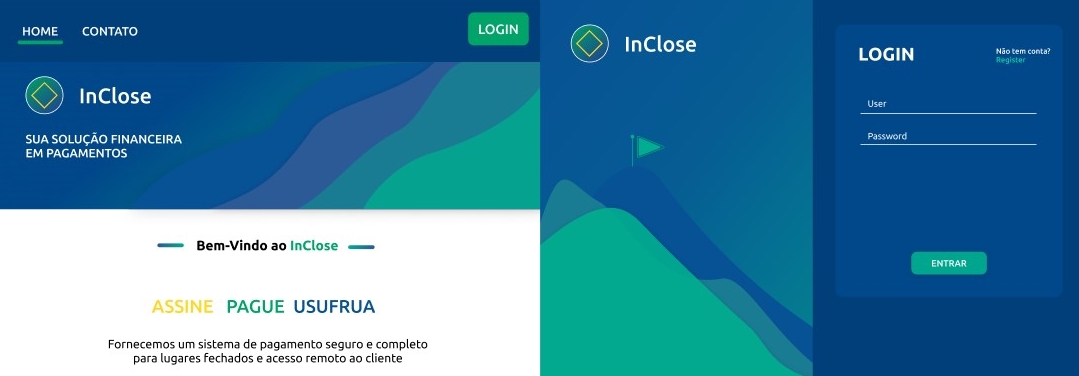 HOME CONTATO LOGIN
InClose
SUA SOLUÇÃO FINANCEIRA
EM PAGAMENTOS
Bem-Vindo ao InClose
ASSINE PAGUE USUFRUA
Fornecemos um sistema de pagamento seguro e completo
para lugares fechados e acesso remoto ao cliente
InClose
LOGIN
Não tem conta?
Register
User
Password
ENTRAR